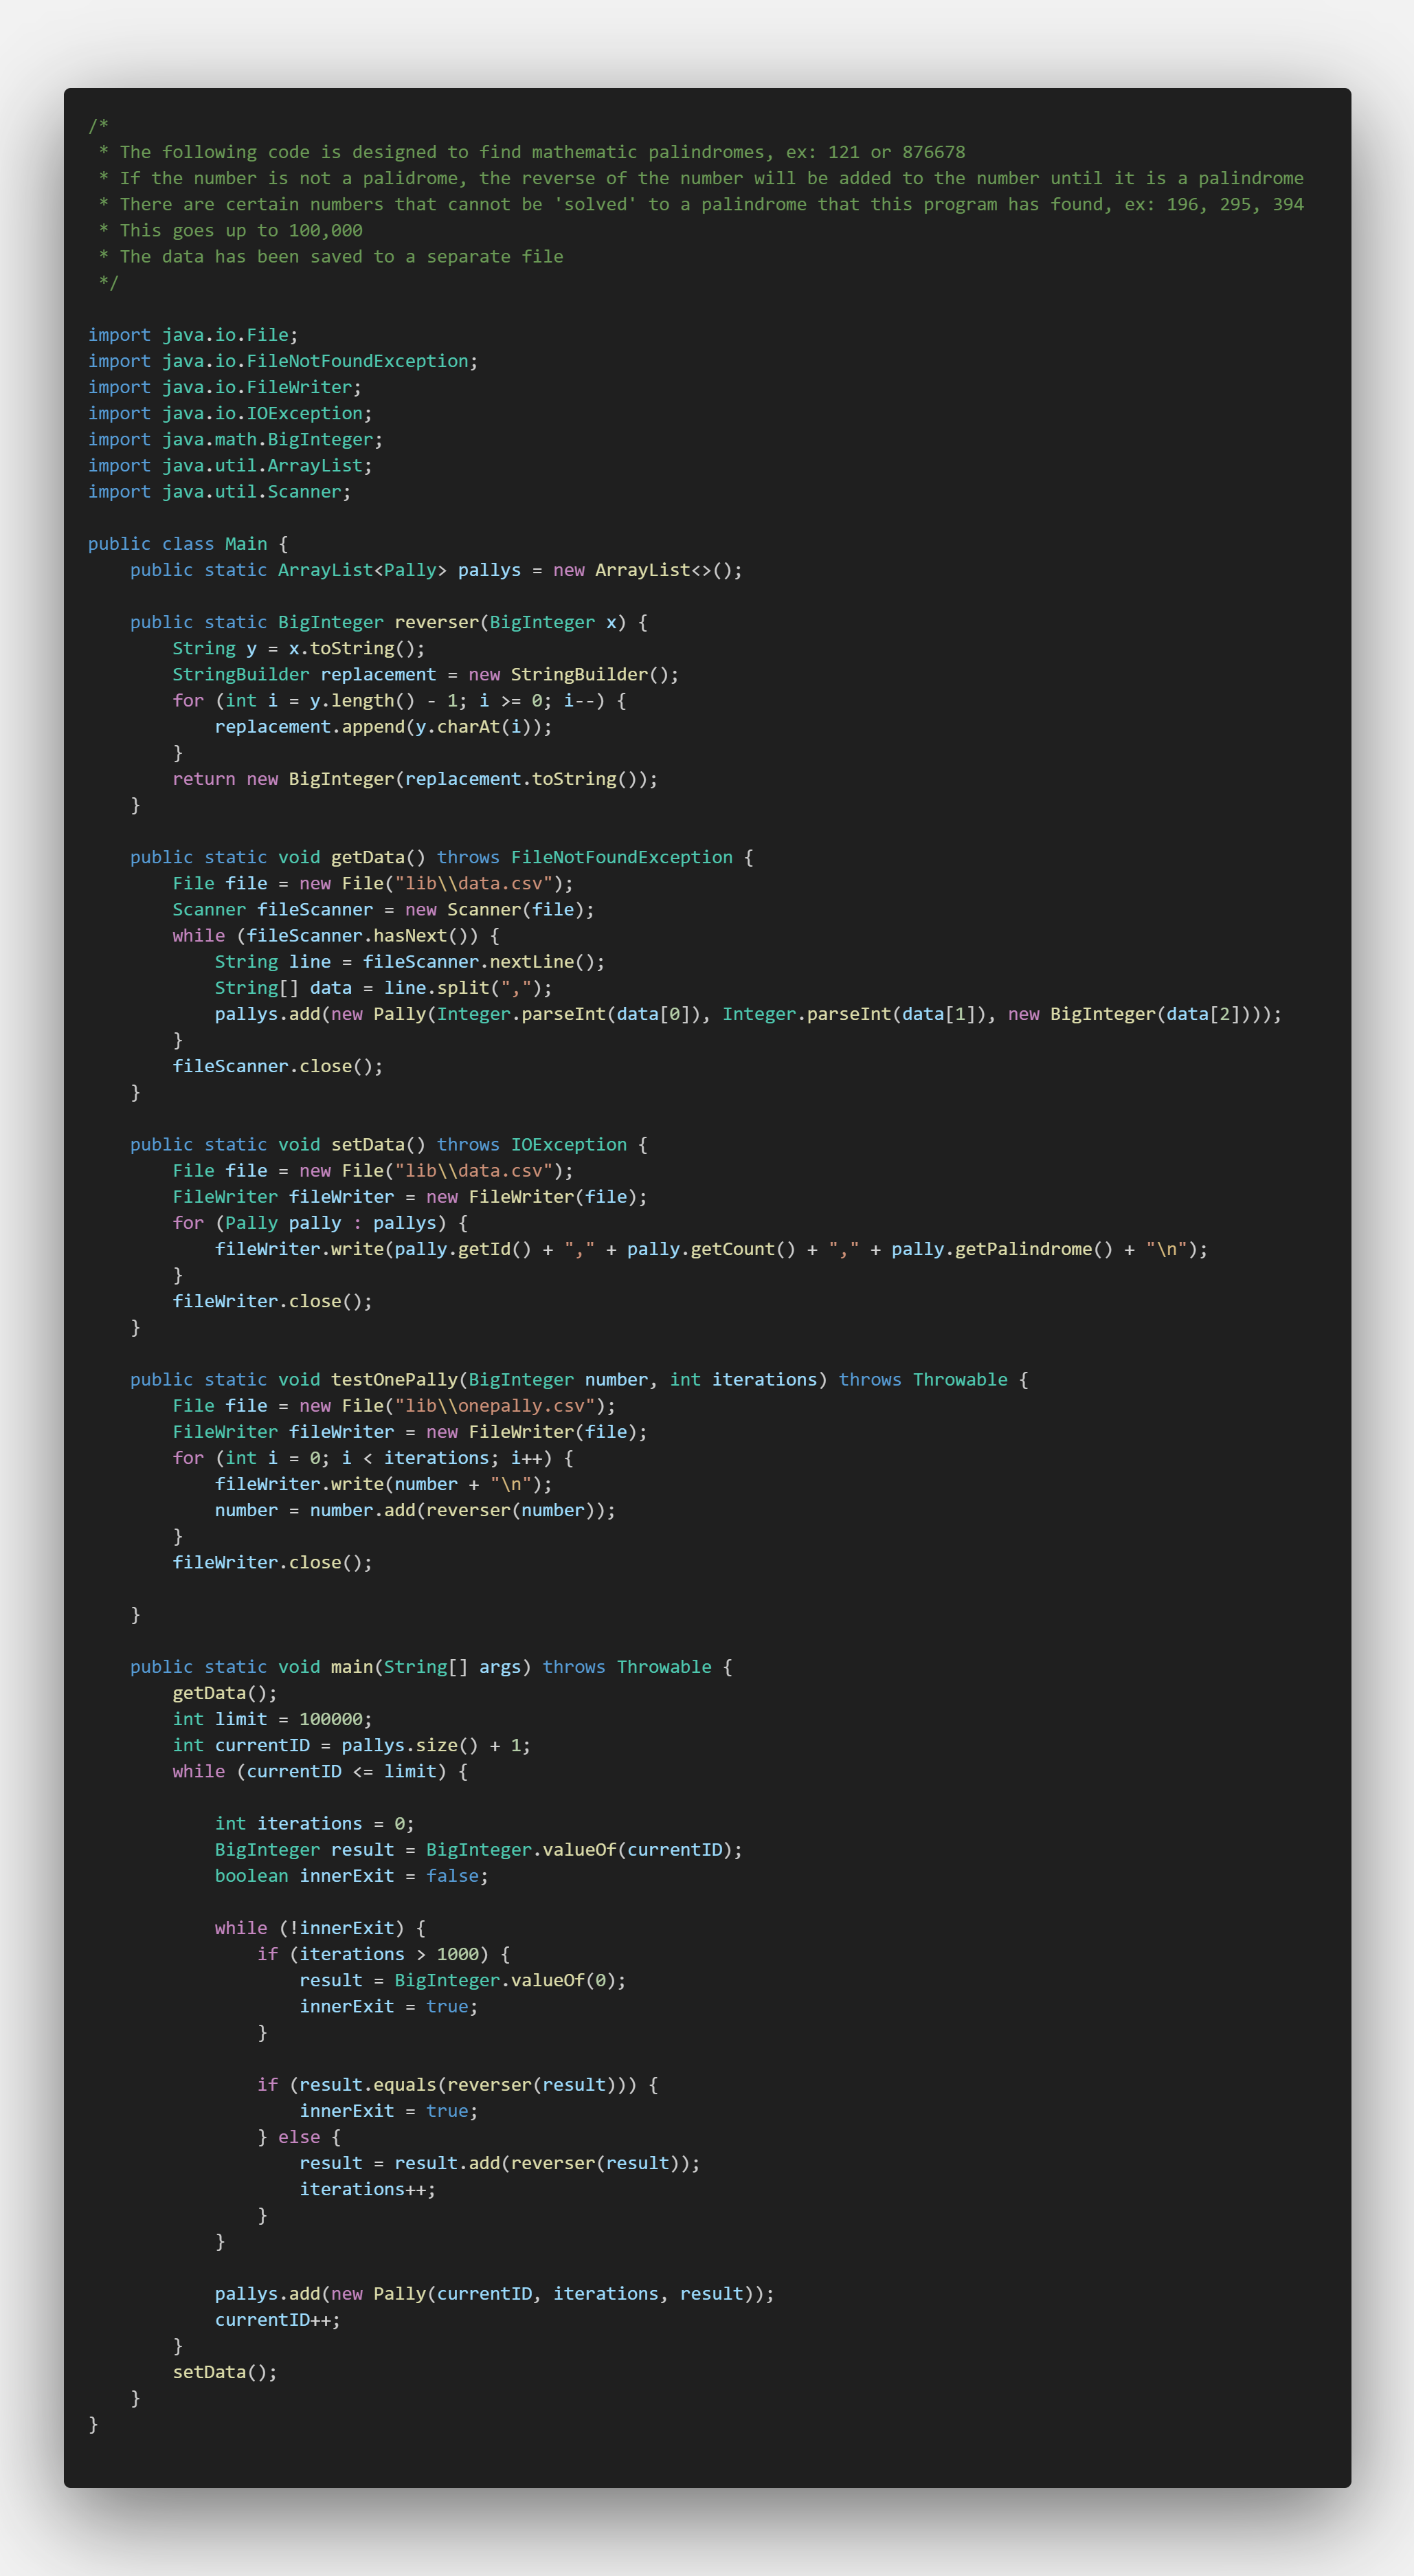 /*
 * The following code is designed to find mathematic palindromes, ex: 121 or 876678
 * If the number is not a palidrome, the reverse of the number will be added to the number until it is a palindrome
 * There are certain numbers that cannot be 'solved' to a palindrome that this program has found, ex: 196, 295, 394
 * This goes up to 100,000
 * The data has been saved to a separate file
 */

import java.io.File;
import java.io.FileNotFoundException;
import java.io.FileWriter;
import java.io.IOException;
import java.math.BigInteger;
import java.util.ArrayList;
import java.util.Scanner;

public class Main {
    public static ArrayList<Pally> pallys = new ArrayList<>();

    public static BigInteger reverser(BigInteger x) {
        String y = x.toString();
        StringBuilder replacement = new StringBuilder();
        for (int i = y.length() - 1; i >= 0; i--) {
            replacement.append(y.charAt(i));
        }
        return new BigInteger(replacement.toString());
    }

    public static void getData() throws FileNotFoundException {
        File file = new File("lib\\data.csv");
        Scanner fileScanner = new Scanner(file);
        while (fileScanner.hasNext()) {
            String line = fileScanner.nextLine();
            String[] data = line.split(",");
            pallys.add(new Pally(Integer.parseInt(data[0]), Integer.parseInt(data[1]), new BigInteger(data[2])));
        }
        fileScanner.close();
    }

    public static void setData() throws IOException {
        File file = new File("lib\\data.csv");
        FileWriter fileWriter = new FileWriter(file);
        for (Pally pally : pallys) {
            fileWriter.write(pally.getId() + "," + pally.getCount() + "," + pally.getPalindrome() + "\n");
        }
        fileWriter.close();
    }

    public static void testOnePally(BigInteger number, int iterations) throws Throwable {
        File file = new File("lib\\onepally.csv");
        FileWriter fileWriter = new FileWriter(file);
        for (int i = 0; i < iterations; i++) {
            fileWriter.write(number + "\n");
            number = number.add(reverser(number));
        }
        fileWriter.close();

    }

    public static void main(String[] args) throws Throwable {
        getData();
        int limit = 100000;
        int currentID = pallys.size() + 1;
        while (currentID <= limit) {

            int iterations = 0;
            BigInteger result = BigInteger.valueOf(currentID);
            boolean innerExit = false;

            while (!innerExit) {
                if (iterations > 1000) {
                    result = BigInteger.valueOf(0);
                    innerExit = true;
                }

                if (result.equals(reverser(result))) {
                    innerExit = true;
                } else {
                    result = result.add(reverser(result));
                    iterations++;
                }
            }

            pallys.add(new Pally(currentID, iterations, result));
            currentID++;
        }
        setData();
    }
}